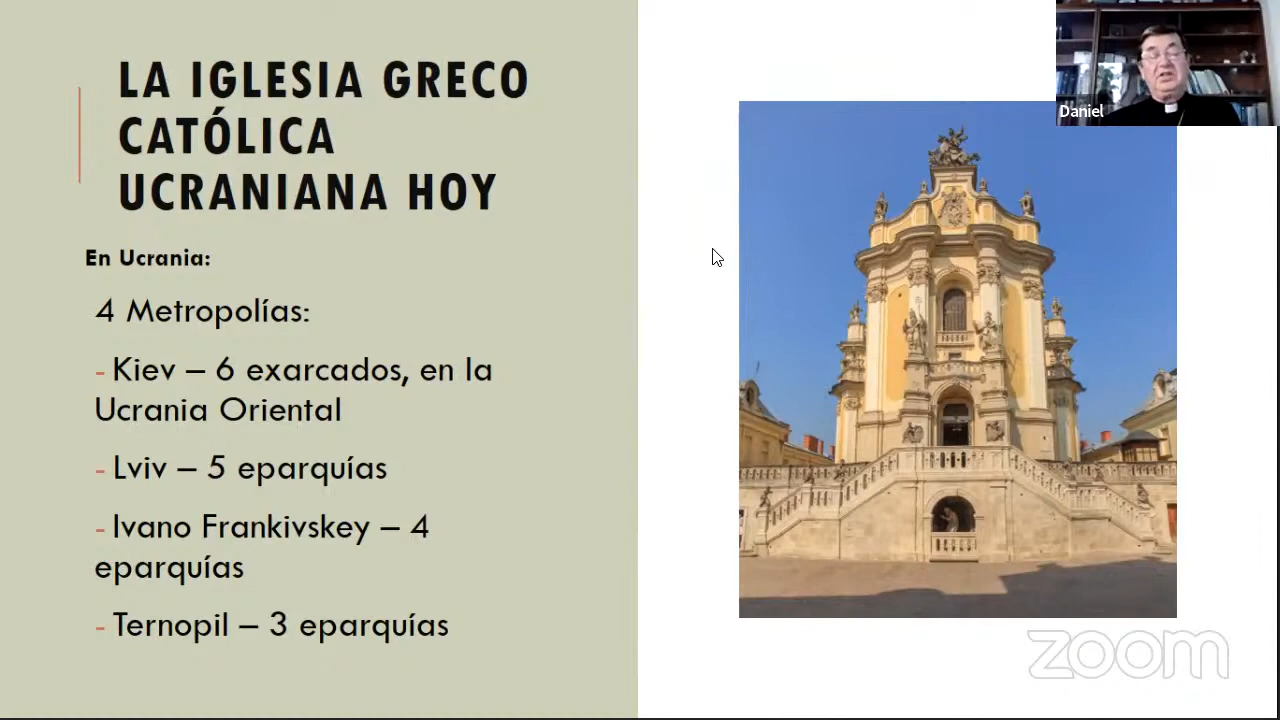 LA IGLESIA GRECO
CATÓLICA
UCRANIANA HOY
En Ucrania:
4 Metropolías:
- Kiev – 6 exarcados, en la
Ucrania Oriental
- Lviv – 5 eparquías
- Ivano Frankivskey – 4
eparquías
- Ternopil – 3 eparquías
Daniel
zoom